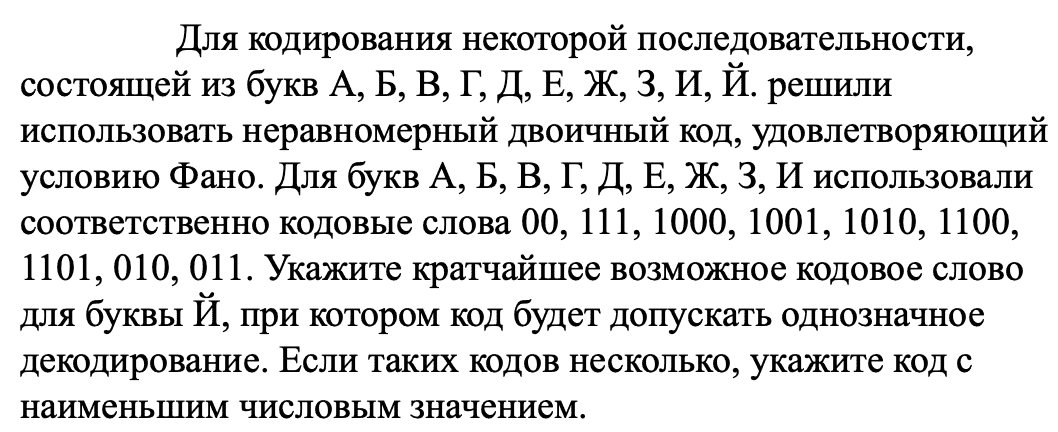 Для кодирования некоторой последовательности,
состоящей из букв А, Б, В, Г, Д, Е, Ж, З, И, Й. решили
использовать неравномерный двоичный код, удовлетворяющий
условию Фано. Для букв А, Б, В, Г, Д, Е, Ж, З, И использовали
соответственно кодовые слова 00, 111, 1000, 1001, 1010, 1100,
1101, 010, 011. Укажите кратчайшее возможное кодовое слово
для буквы Й, при котором код будет допускать однозначное
декодирование. Если таких кодов несколько, укажите код с
наименьшим числовым значением.